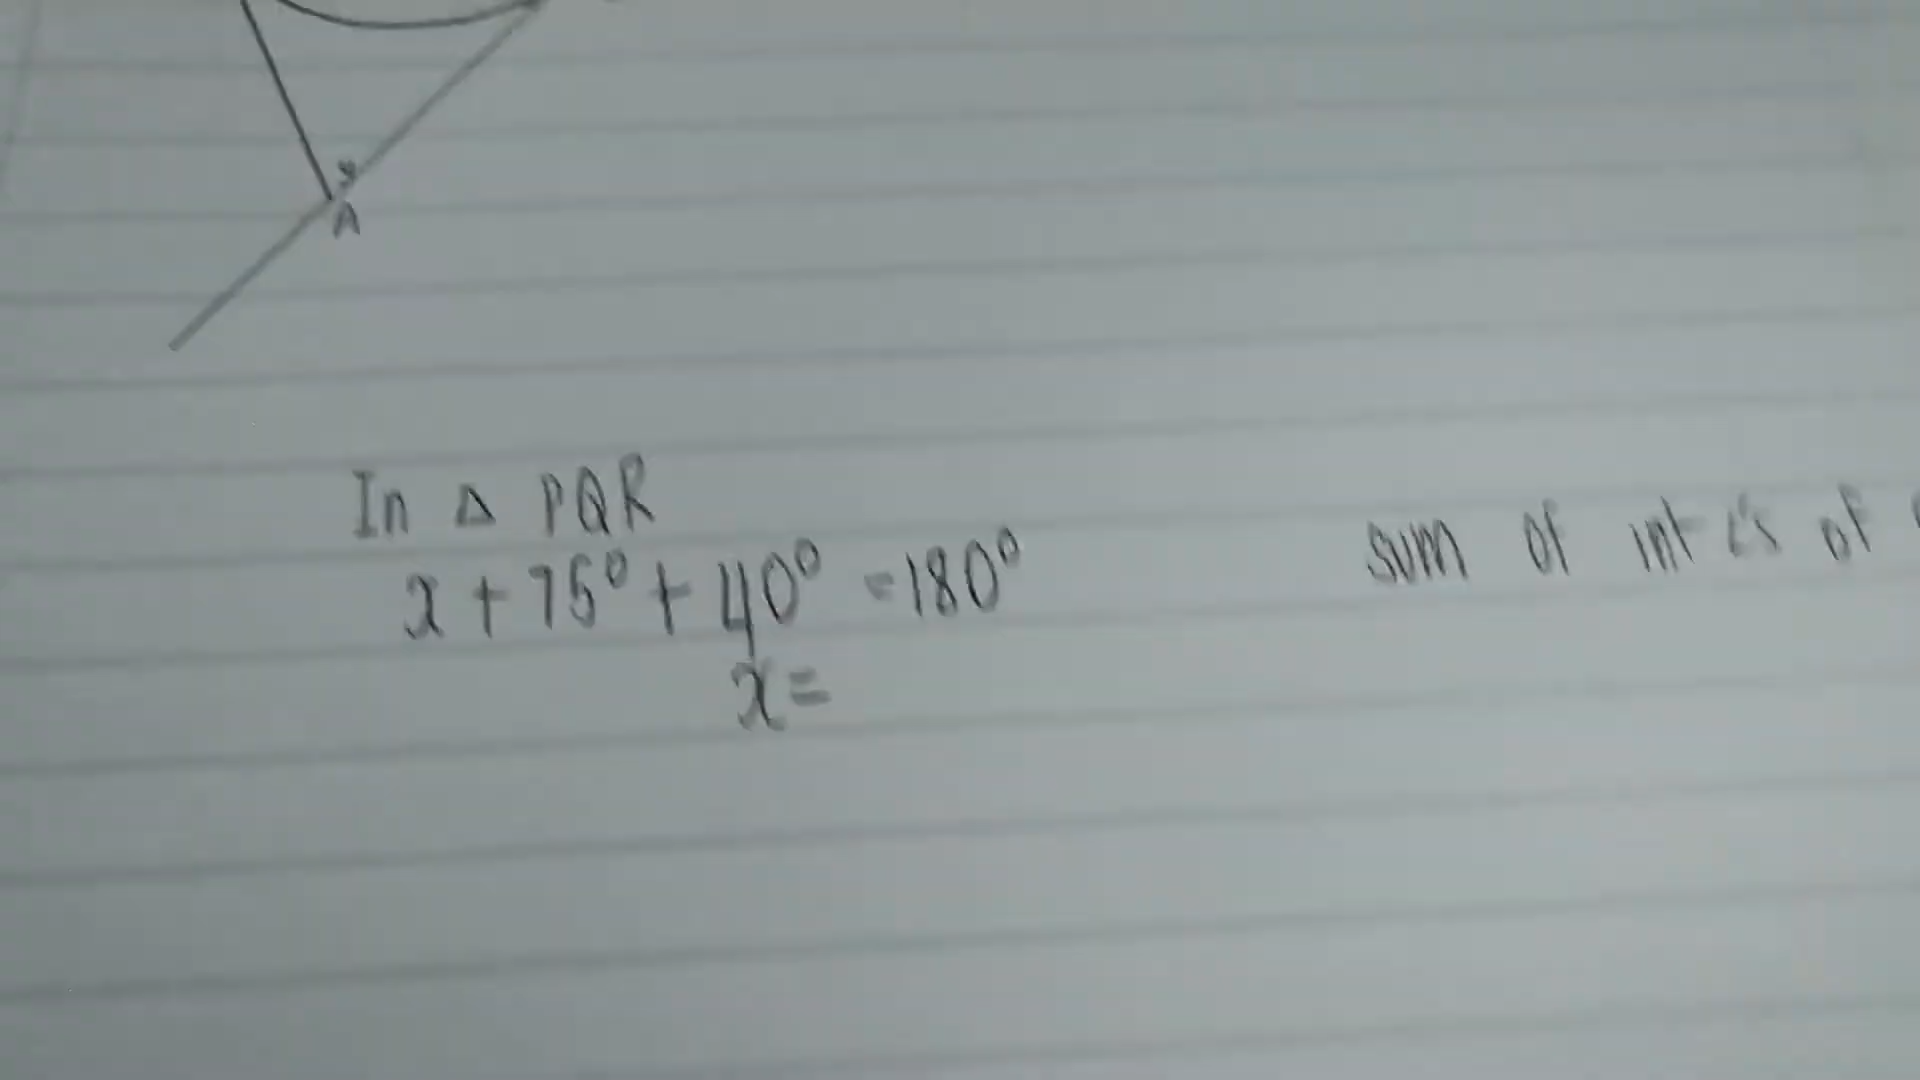 A
In Δ PQR
x + 75° + 40° = 180° sum of int ∠'s of
x =